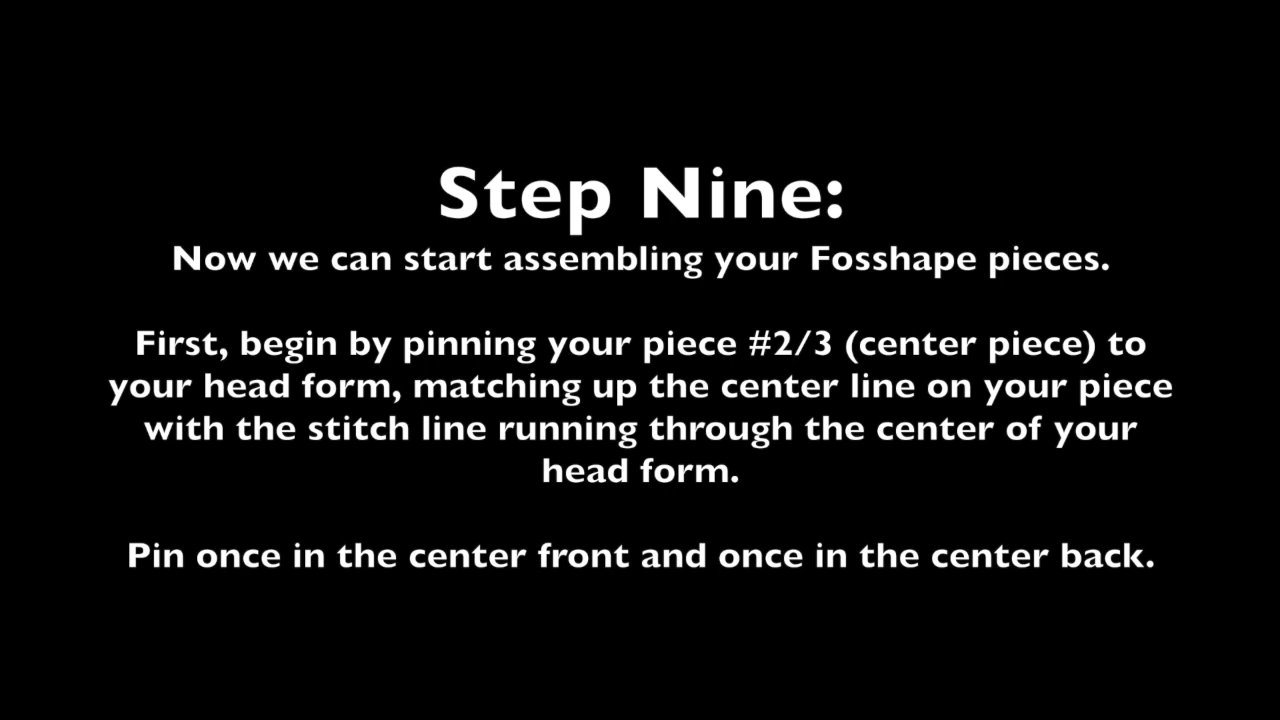 Step Nine:
Now we can start assembling your Fosshape pieces.
First, begin by pinning your piece #2/3 (center piece) to
your head form, matching up the center line on your piece
with the stitch line running through the center of your
head form.
Pin once in the center front and once in the center back.